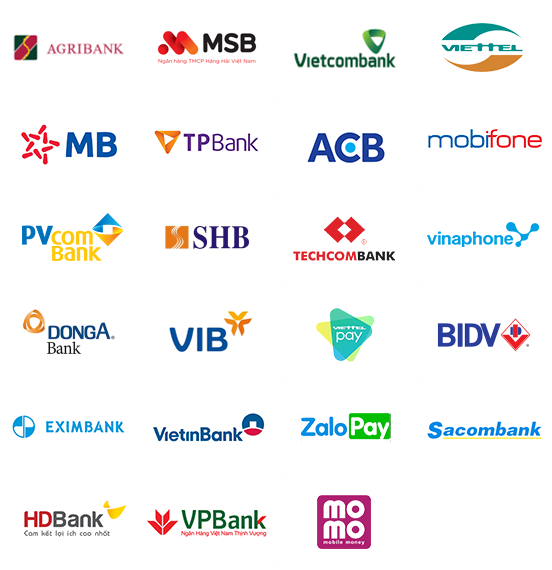 AGRIBANK
MSB
Ngân hàng TMCP Hàng Hải Việt Nam
Vietcombank
VIETTEL
MB
TPBank
ACB
mobifone
PVcom
Bank
SHB
TECHCOMBANK
®
vinaphone
DONGA®
Bank
VIB
VIETTEL
pay
BIDV
®
EXIMBANK
VietinBank
ZaloPay
Sacombank
HDBank
Cam kết lợi ích cao nhất
VPBank
Ngân Hàng Việt Nam Thịnh Vượng
mo
mo
mobile money